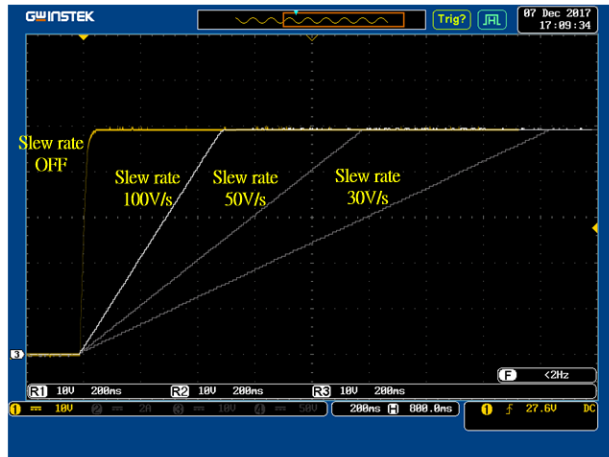 GWINSTEK
Trig?
07 Dec 2017
17:09:34
Slew rate
OFF
Slew rate
100V/s
Slew rate
50V/s
Slew rate
30V/s
3
F <2Hz
R1 10V 200ms R2 10V 200ms R3 10V 200ms
1 10V 2 2A 3 10V 4 50V 200ms H 800.0ms 1 27.6V DC